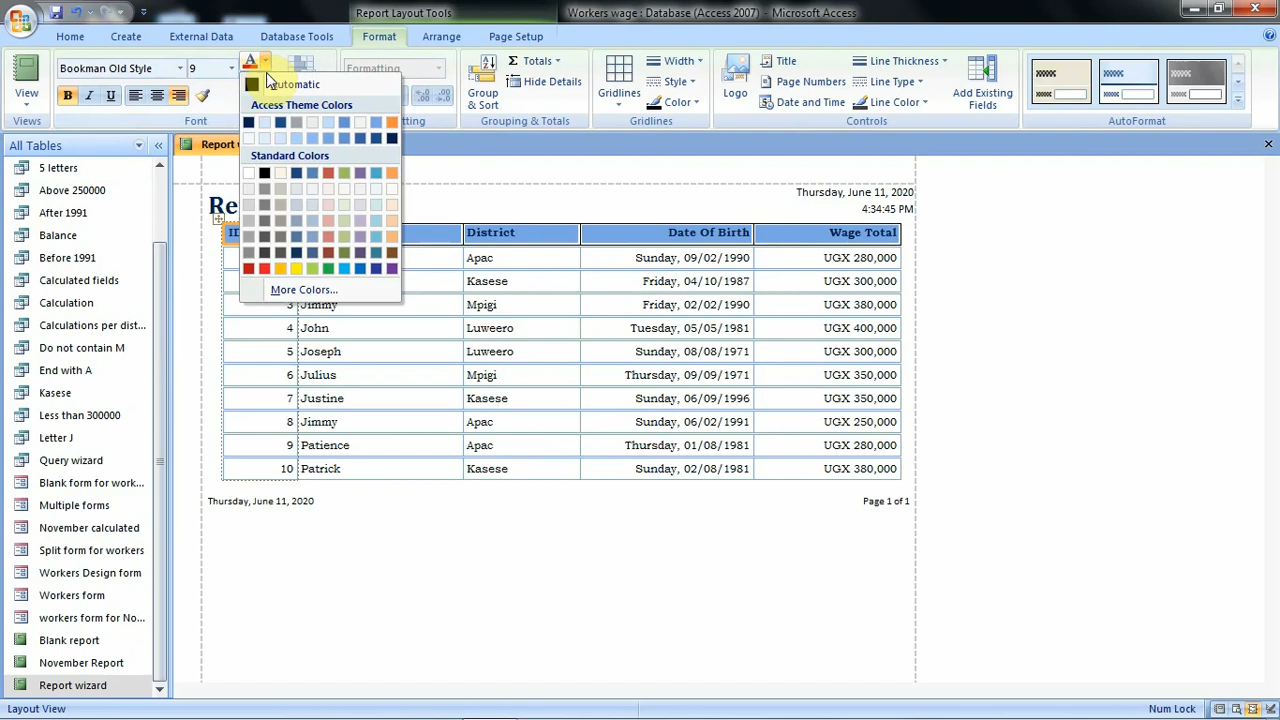 Report Layout Tools
Workers wage : Database (Access 2007) - Microsoft Access
Home
Create
External Data
Database Tools
Format
Arrange
Page Setup
View
Views
Bookman Old Style
9
B I U
Font
A
Automatic
Access Theme Colors
Standard Colors
More Colors...
Formatting
Group & Sort
Totals
Hide Details
Grouping & Totals
Gridlines
Width
Style
Color
Gridlines
Logo
Title
Page Numbers
Date and Time
Line Thickness
Line Type
Line Color
Add Existing Fields
Controls
AutoFormat
All Tables
5 letters
Above 250000
After 1991
Balance
Before 1991
Calculated fields
Calculation
Calculations per dist...
Do not contain M
End with A
Kasese
Less than 300000
Letter J
Query wizard
Blank form for work...
Multiple forms
November calculated
Split form for workers
Workers Design form
Workers form
workers form for No...
Blank report
November Report
Report wizard
Report w
Re
Thursday, June 11, 2020
4:34:45 PM
ID District Date Of Birth Wage Total
Apac Sunday, 09/02/1990 UGX 280,000
Kasese Friday, 04/10/1987 UGX 300,000
3 Jimmy Mpigi Friday, 02/02/1990 UGX 380,000
4 John Luweero Tuesday, 05/05/1981 UGX 400,000
5 Joseph Luweero Sunday, 08/08/1971 UGX 300,000
6 Julius Mpigi Thursday, 09/09/1971 UGX 350,000
7 Justine Kasese Sunday, 06/09/1996 UGX 350,000
8 Jimmy Apac Sunday, 06/02/1991 UGX 250,000
9 Patience Apac Thursday, 01/08/1981 UGX 280,000
10 Patrick Kasese Sunday, 02/08/1981 UGX 380,000
Thursday, June 11, 2020
Page 1 of 1
Layout View
Num Lock